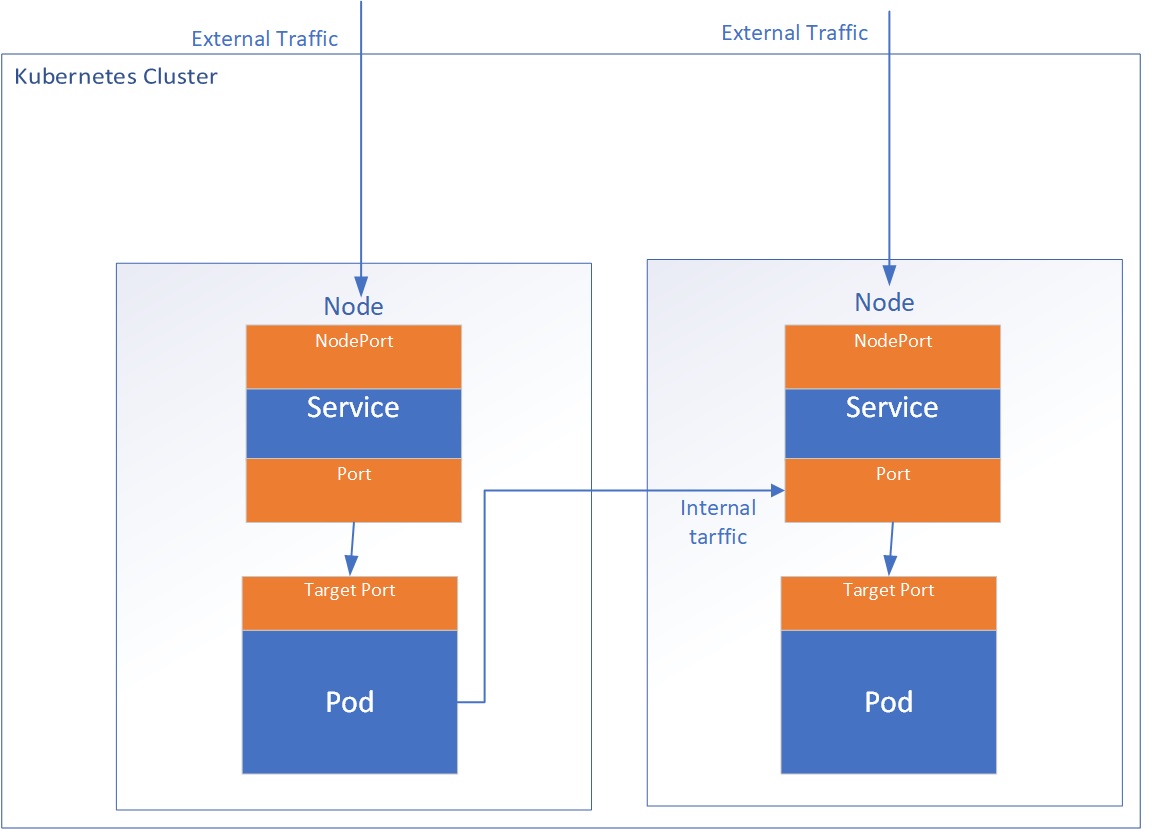 External Traffic
External Traffic
Kubernetes Cluster
Node
NodePort
Service
Port
Target Port
Pod
Internal
tarffic
Node
NodePort
Service
Port
Target Port
Pod